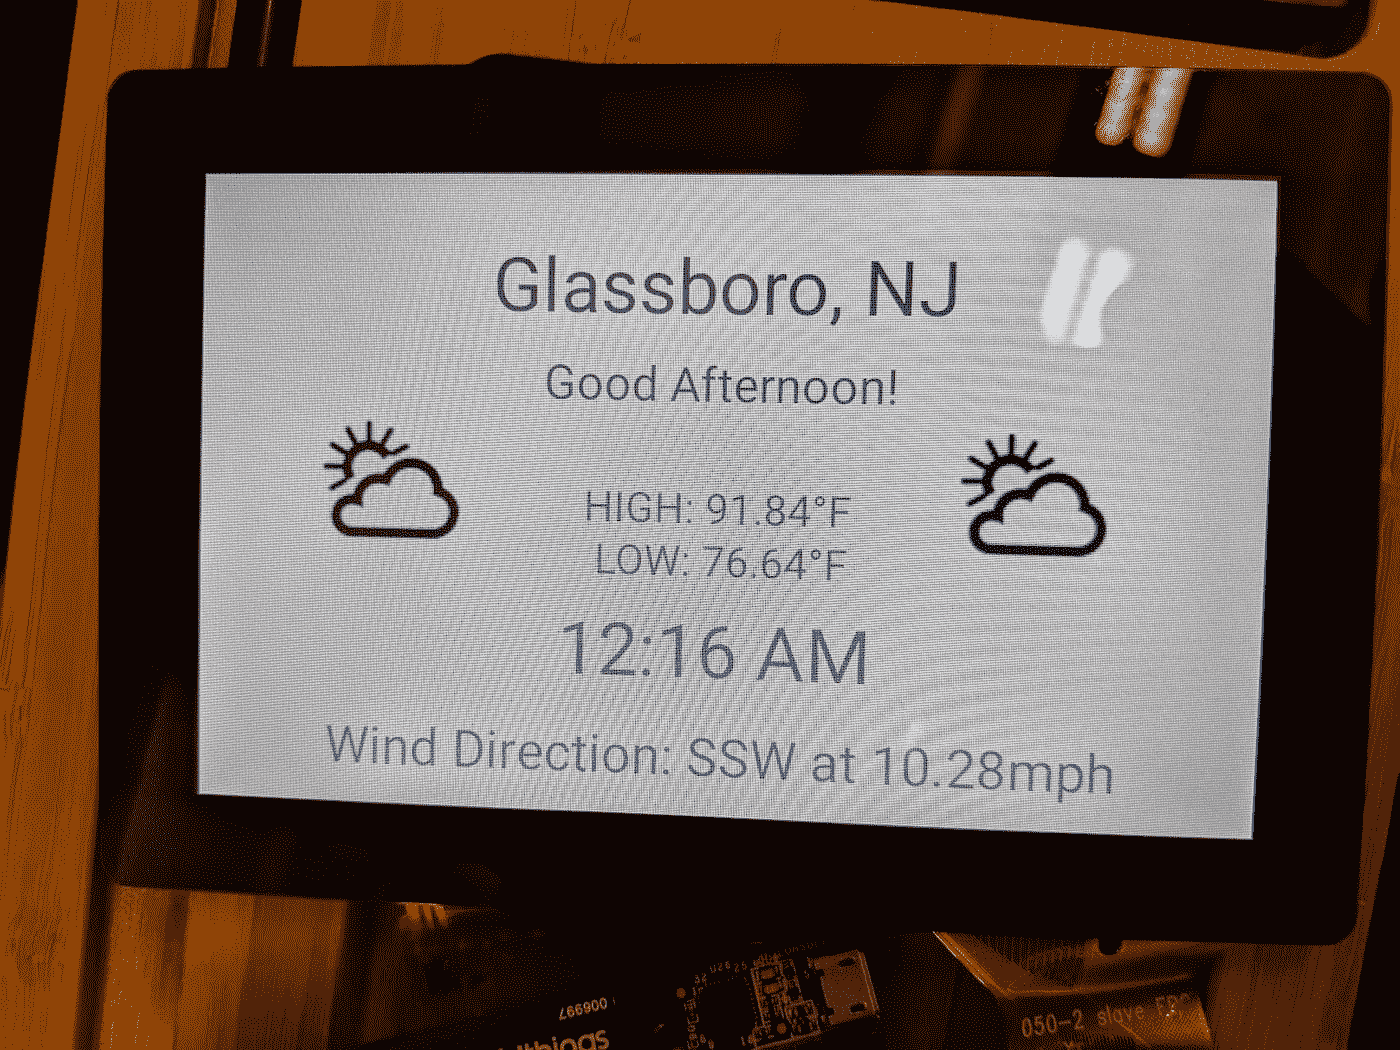 Glassboro, NJ
Good Afternoon!
HIGH: 91.84°F
LOW: 76.64°F
12:16 AM
Wind Direction: SSW at 10.28mph
006997
050-2 slave FPC